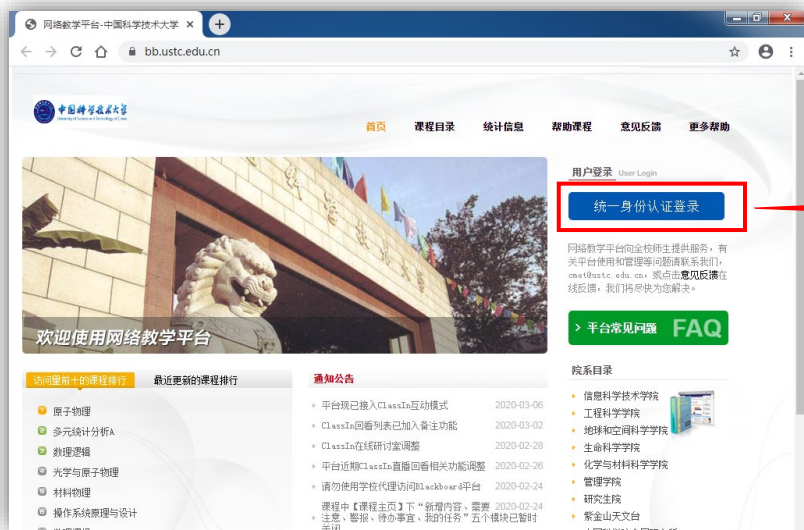 网络教学平台-中国科学技术大学
bb.ustc.edu.cn
中国科学技术大学
University of Science and Technology of China
首页 课程目录 统计信息 帮助课程 意见反馈 更多帮助
用户登录 User Login
统一身份认证登录
网络教学平台向全校师生提供服务，有
关平台使用和管理等问题请联系我们，
cmet@ustc.edu.cn，或点击意见反馈在
线反馈，我们将尽快为您解决。
欢迎使用网络教学平台
> 平台常见问题 FAQ
访问量前十的课程排行 最近更新的课程排行
原子物理
多元统计分析A
数理逻辑
光学与原子物理
材料物理
操作系统原理与设计
通知公告
平台现已接入ClassIn互动模式 2020-03-06
ClassIn回看列表已加入备注功能 2020-03-02
ClassIn在线研讨室调整 2020-02-28
平台近期ClassIn直播回看相关功能调整 2020-02-26
请勿使用学校代理访问Blackboard平台 2020-02-24
课程中【课程主页】下“新增内容、需要 2020-02-24
注意、警报、待办事宜、我的任务”五个模块已暂时
关闭
院系目录
信息科学技术学院
工程科学学院
地球和空间科学学院
生命科学学院
化学与材料科学学院
管理学院
研究生院
紫金山天文台